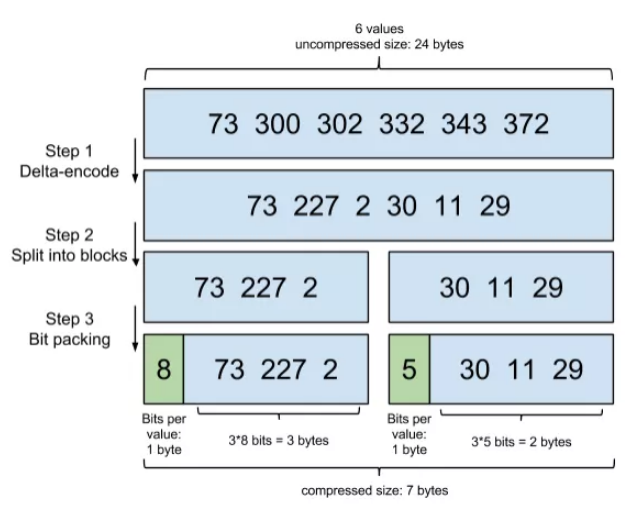 6 values
uncompressed size: 24 bytes
73 300 302 332 343 372
Step 1
Delta-encode
73 227 2 30 11 29
Step 2
Split into blocks
73 227 2
30 11 29
Step 3
Bit packing
8
73 227 2
5
30 11 29
Bits per
value:
1 byte
3*8 bits = 3 bytes
Bits per
value:
1 byte
3*5 bits = 2 bytes
compressed size: 7 bytes